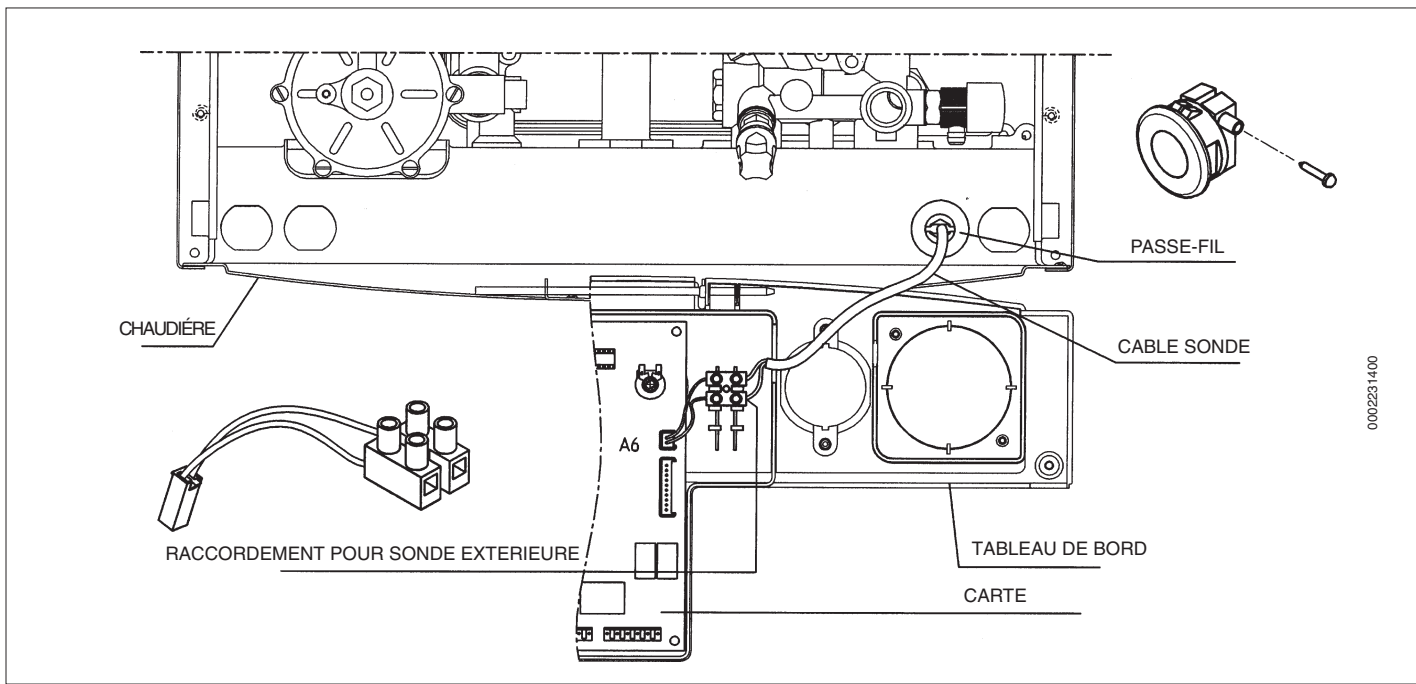 PASSE-FIL
CHAUDIÉRE
CABLE SONDE
0002231400
A6
RACCORDEMENT POUR SONDE EXTERIEURE
TABLEAU DE BORD
CARTE